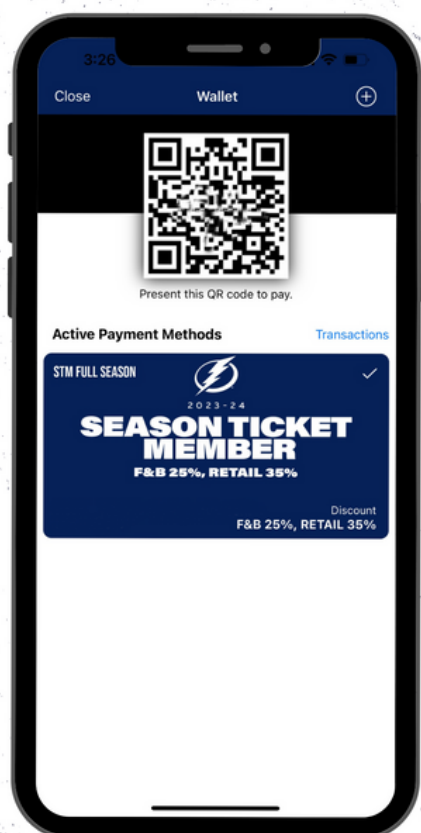 3:26
Close
Wallet
Present this QR code to pay.
Active Payment Methods
Transactions
STM FULL SEASON
2023-24
SEASON TICKET
MEMBER
F&B 25%, RETAIL 35%
Discount
F&B 25%, RETAIL 35%